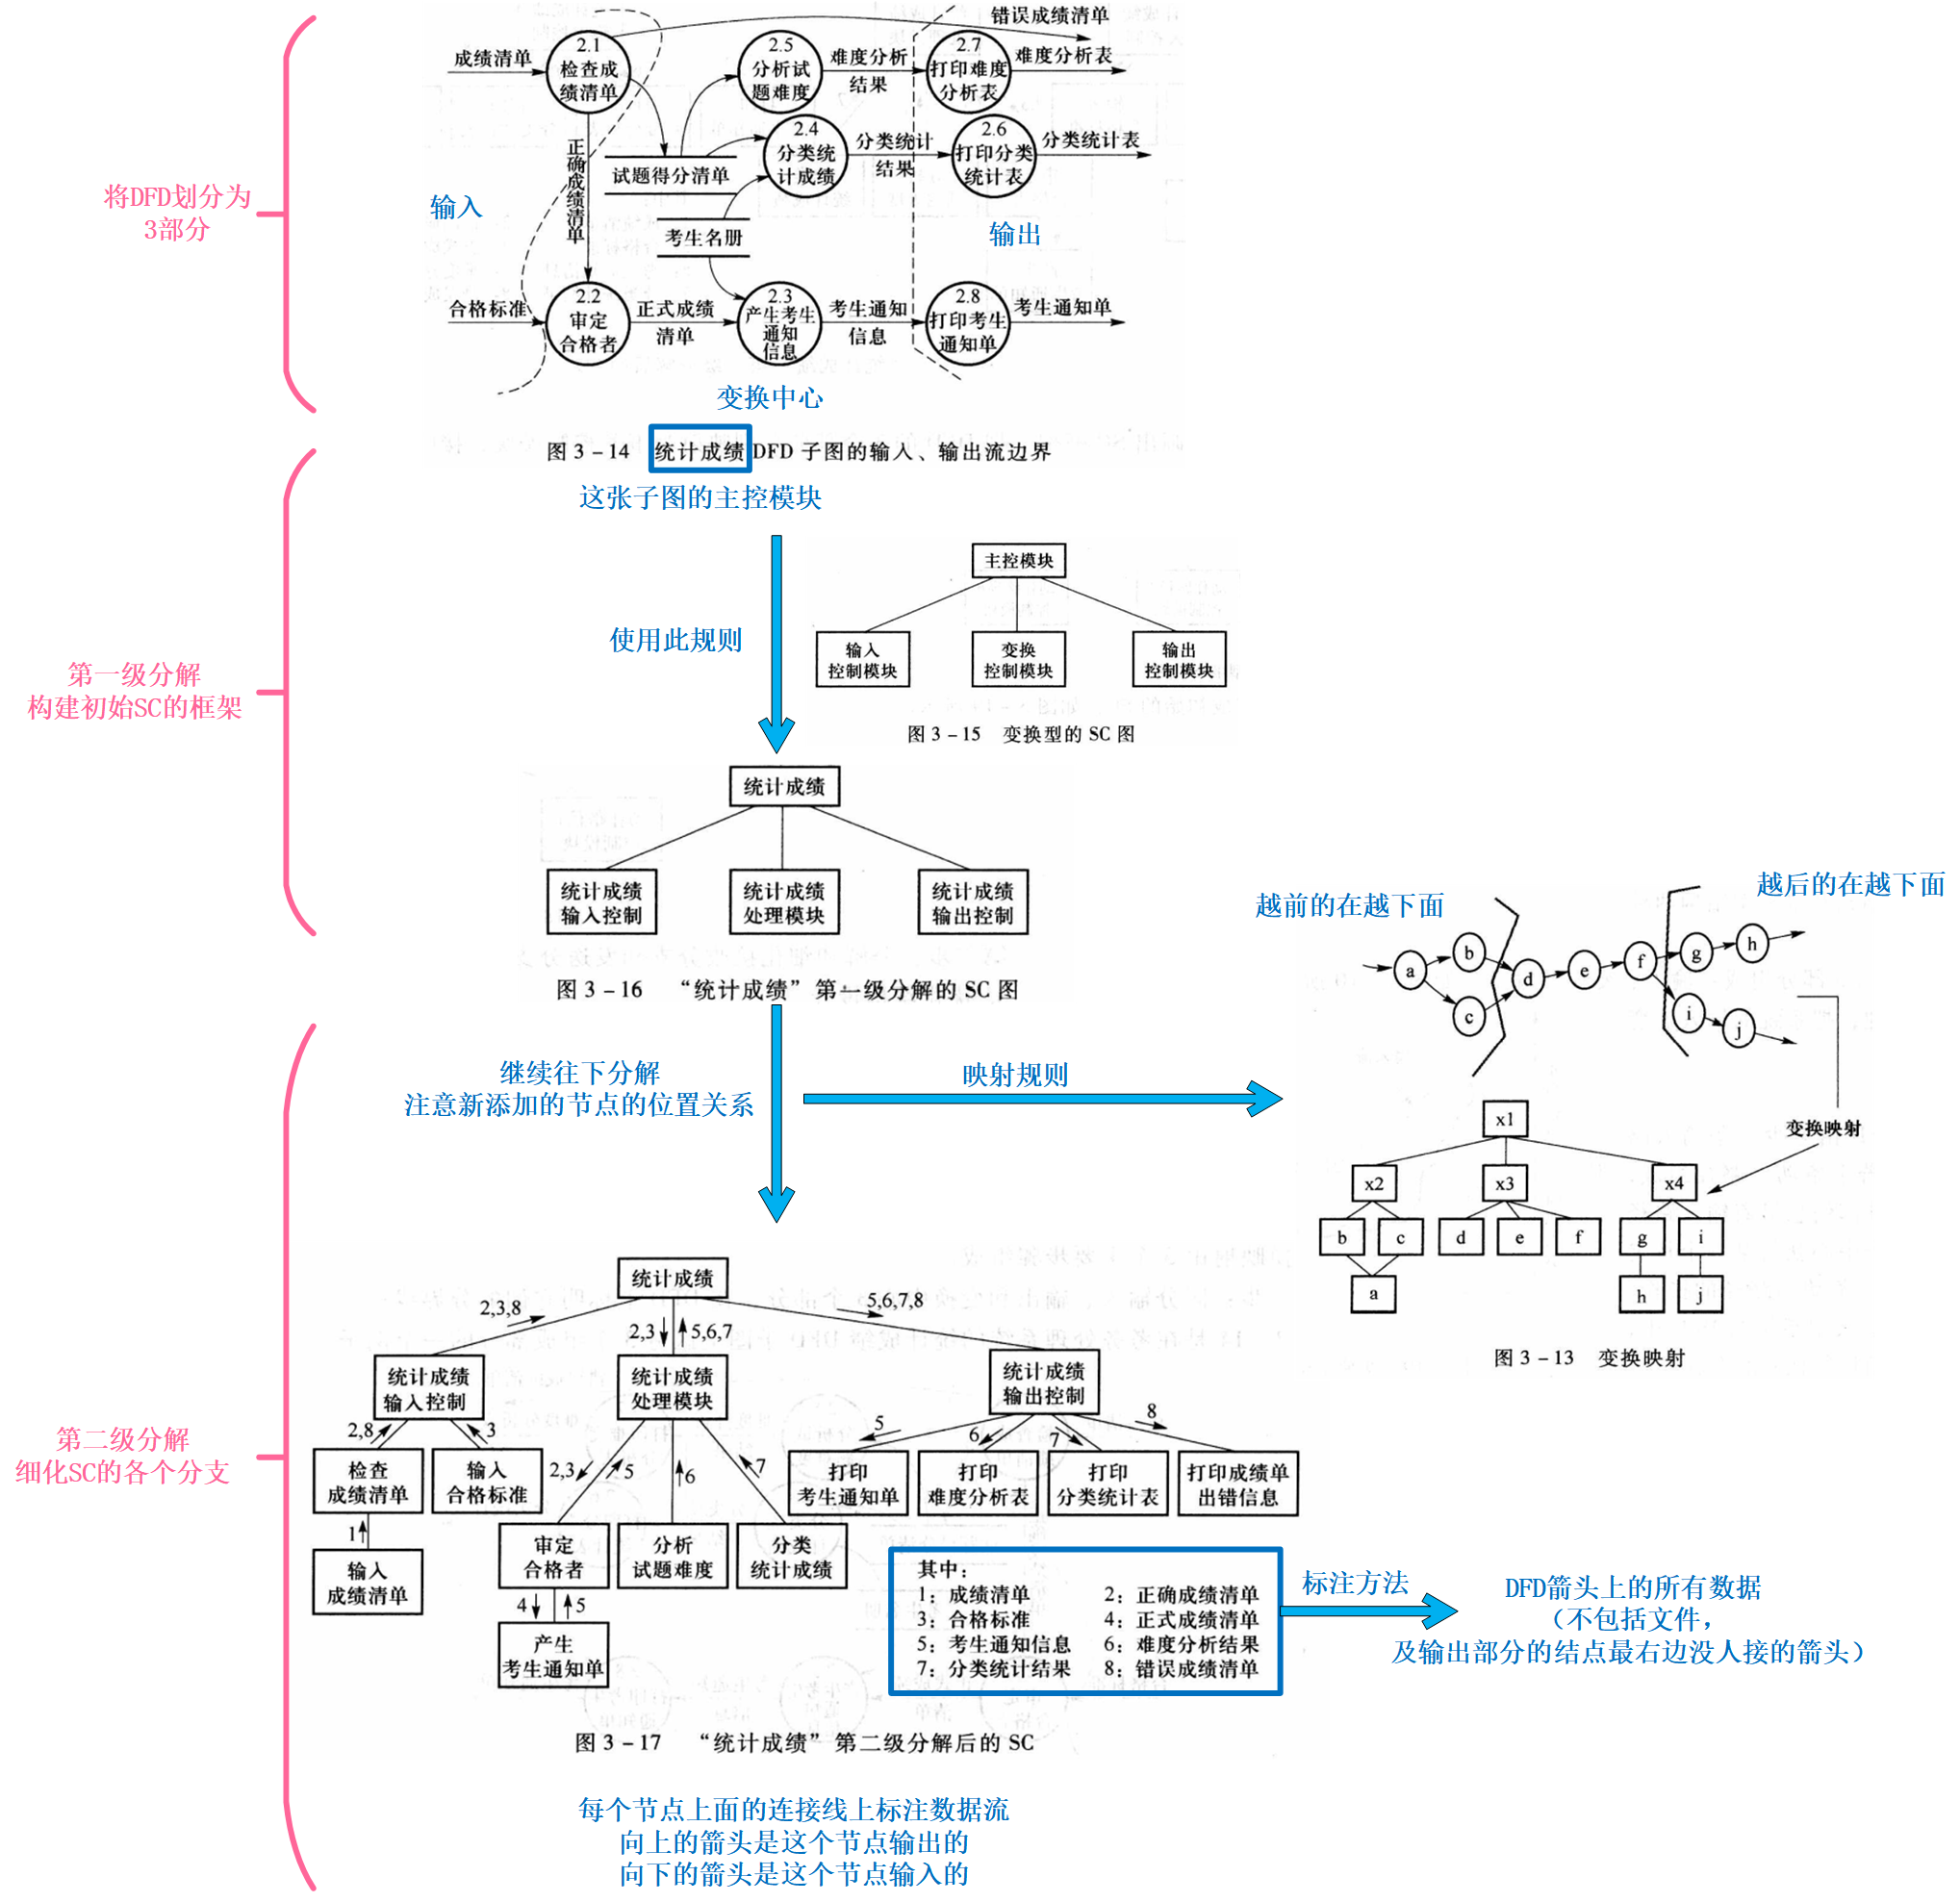 将DFD划分为
3部分
错误成绩清单
成绩清单
2.1
检查成
绩清单
2.5
分析试
题难度
难度分析
结果
2.7
打印难度
分析表
难度分析表
正确成绩清单
试题得分清单
2.4
分类统
计成绩
分类统计
结果
2.6
打印分类
统计表
分类统计表
输入
考生名册
输出
合格标准
2.2
审定
合格者
正式成绩
清单
2.3
产生考生
通知
信息
考生通知
信息
2.8
打印考生
通知单
考生通知单
变换中心
图 3-14 统计成绩 DFD 子图的输入、输出流边界
这张子图的主控模块
第一级分解
构建初始SC的框架
使用此规则
主控模块
输入
控制模块
变换
控制模块
输出
控制模块
图 3-15 变换型的 SC 图
统计成绩
统计成绩
输入控制
统计成绩
处理模块
统计成绩
输出控制
图 3-16 “统计成绩”第一级分解的 SC 图
继续往下分解
注意新添加的节点的位置关系
映射规则
越前的在越下面
越后的在越下面
a
b
c
d
e
f
g
h
i
j
变换映射
x1
x2
x3
x4
b
c
d
e
f
g
i
a
h
j
图 3-13 变换映射
第二级分解
细化SC的各个分支
统计成绩
2,3,8
2,3
5,6,7
5,6,7,8
统计成绩
输入控制
统计成绩
处理模块
统计成绩
输出控制
2,8
3
2,3
5
6
7
5
6
7
8
检查
成绩清单
输入
合格标准
打印
考生通知单
打印
难度分析表
打印
分类统计表
打印成绩单
出错信息
1
输入
成绩清单
审定
合格者
分析
试题难度
分类
统计成绩
4
5
产生
考生通知单
其中:
1: 成绩清单 2: 正确成绩清单
3: 合格标准 4: 正式成绩清单
5: 考生通知信息 6: 难度分析结果
7: 分类统计结果 8: 错误成绩清单
标注方法
DFD箭头上的所有数据
（不包括文件，
及输出部分的结点最右边没人接的箭头）
图 3-17 “统计成绩”第二级分解后的 SC
每个节点上面的连接线上标注数据流
向上的箭头是这个节点输出的
向下的箭头是这个节点输入的